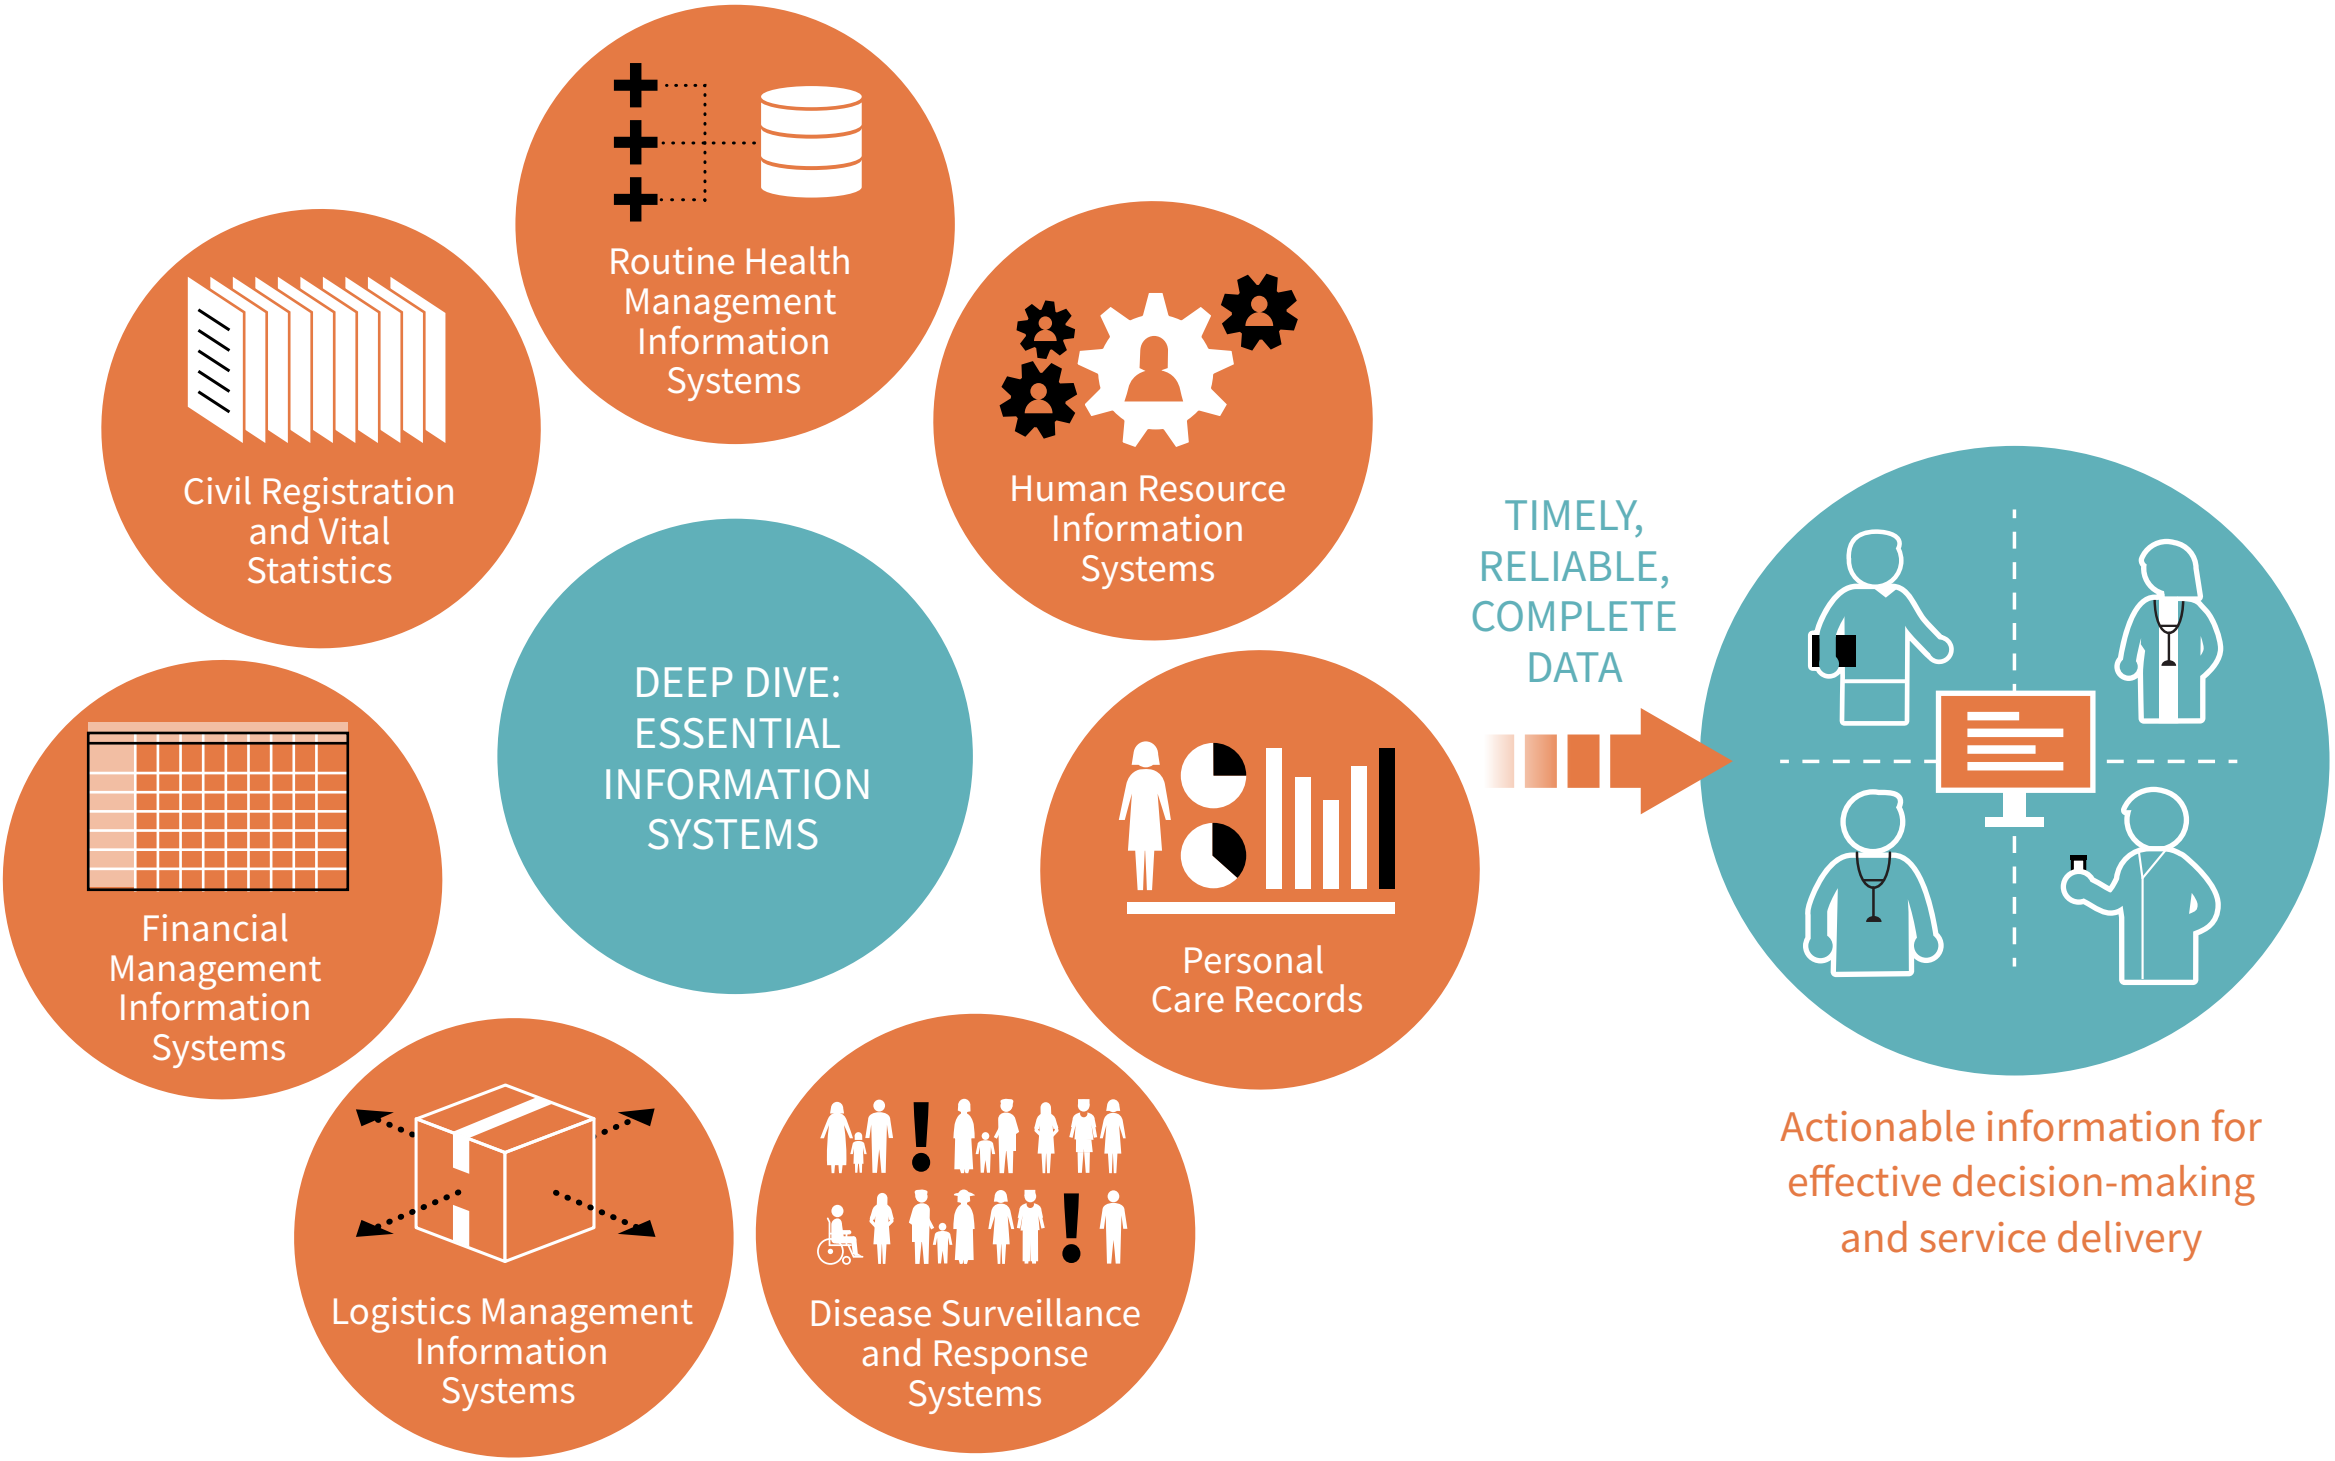 Routine Health
Management
Information
Systems
Civil Registration
and Vital
Statistics
Human Resource
Information
Systems
DEEP DIVE:
ESSENTIAL
INFORMATION
SYSTEMS
Financial
Management
Information
Systems
Personal
Care Records
Logistics Management
Information
Systems
Disease Surveillance
and Response
Systems
TIMELY,
RELIABLE,
COMPLETE
DATA
Actionable information for
effective decision-making
and service delivery